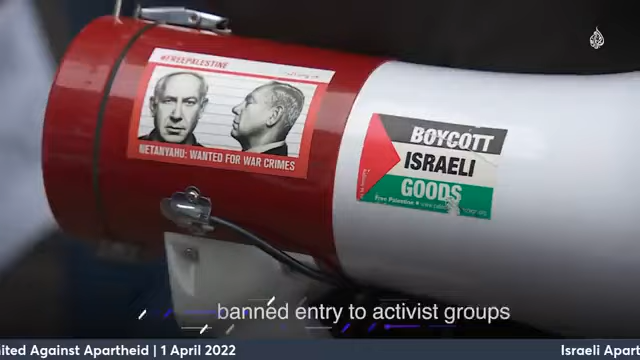 #FREEPALESTINE
NETANYAHU: WANTED FOR WAR CRIMES
BOYCOTT
ISRAELI
GOODS
Free Palestine
banned entry to activist groups
ited Against Apartheid | 1 April 2022
Israeli Apart